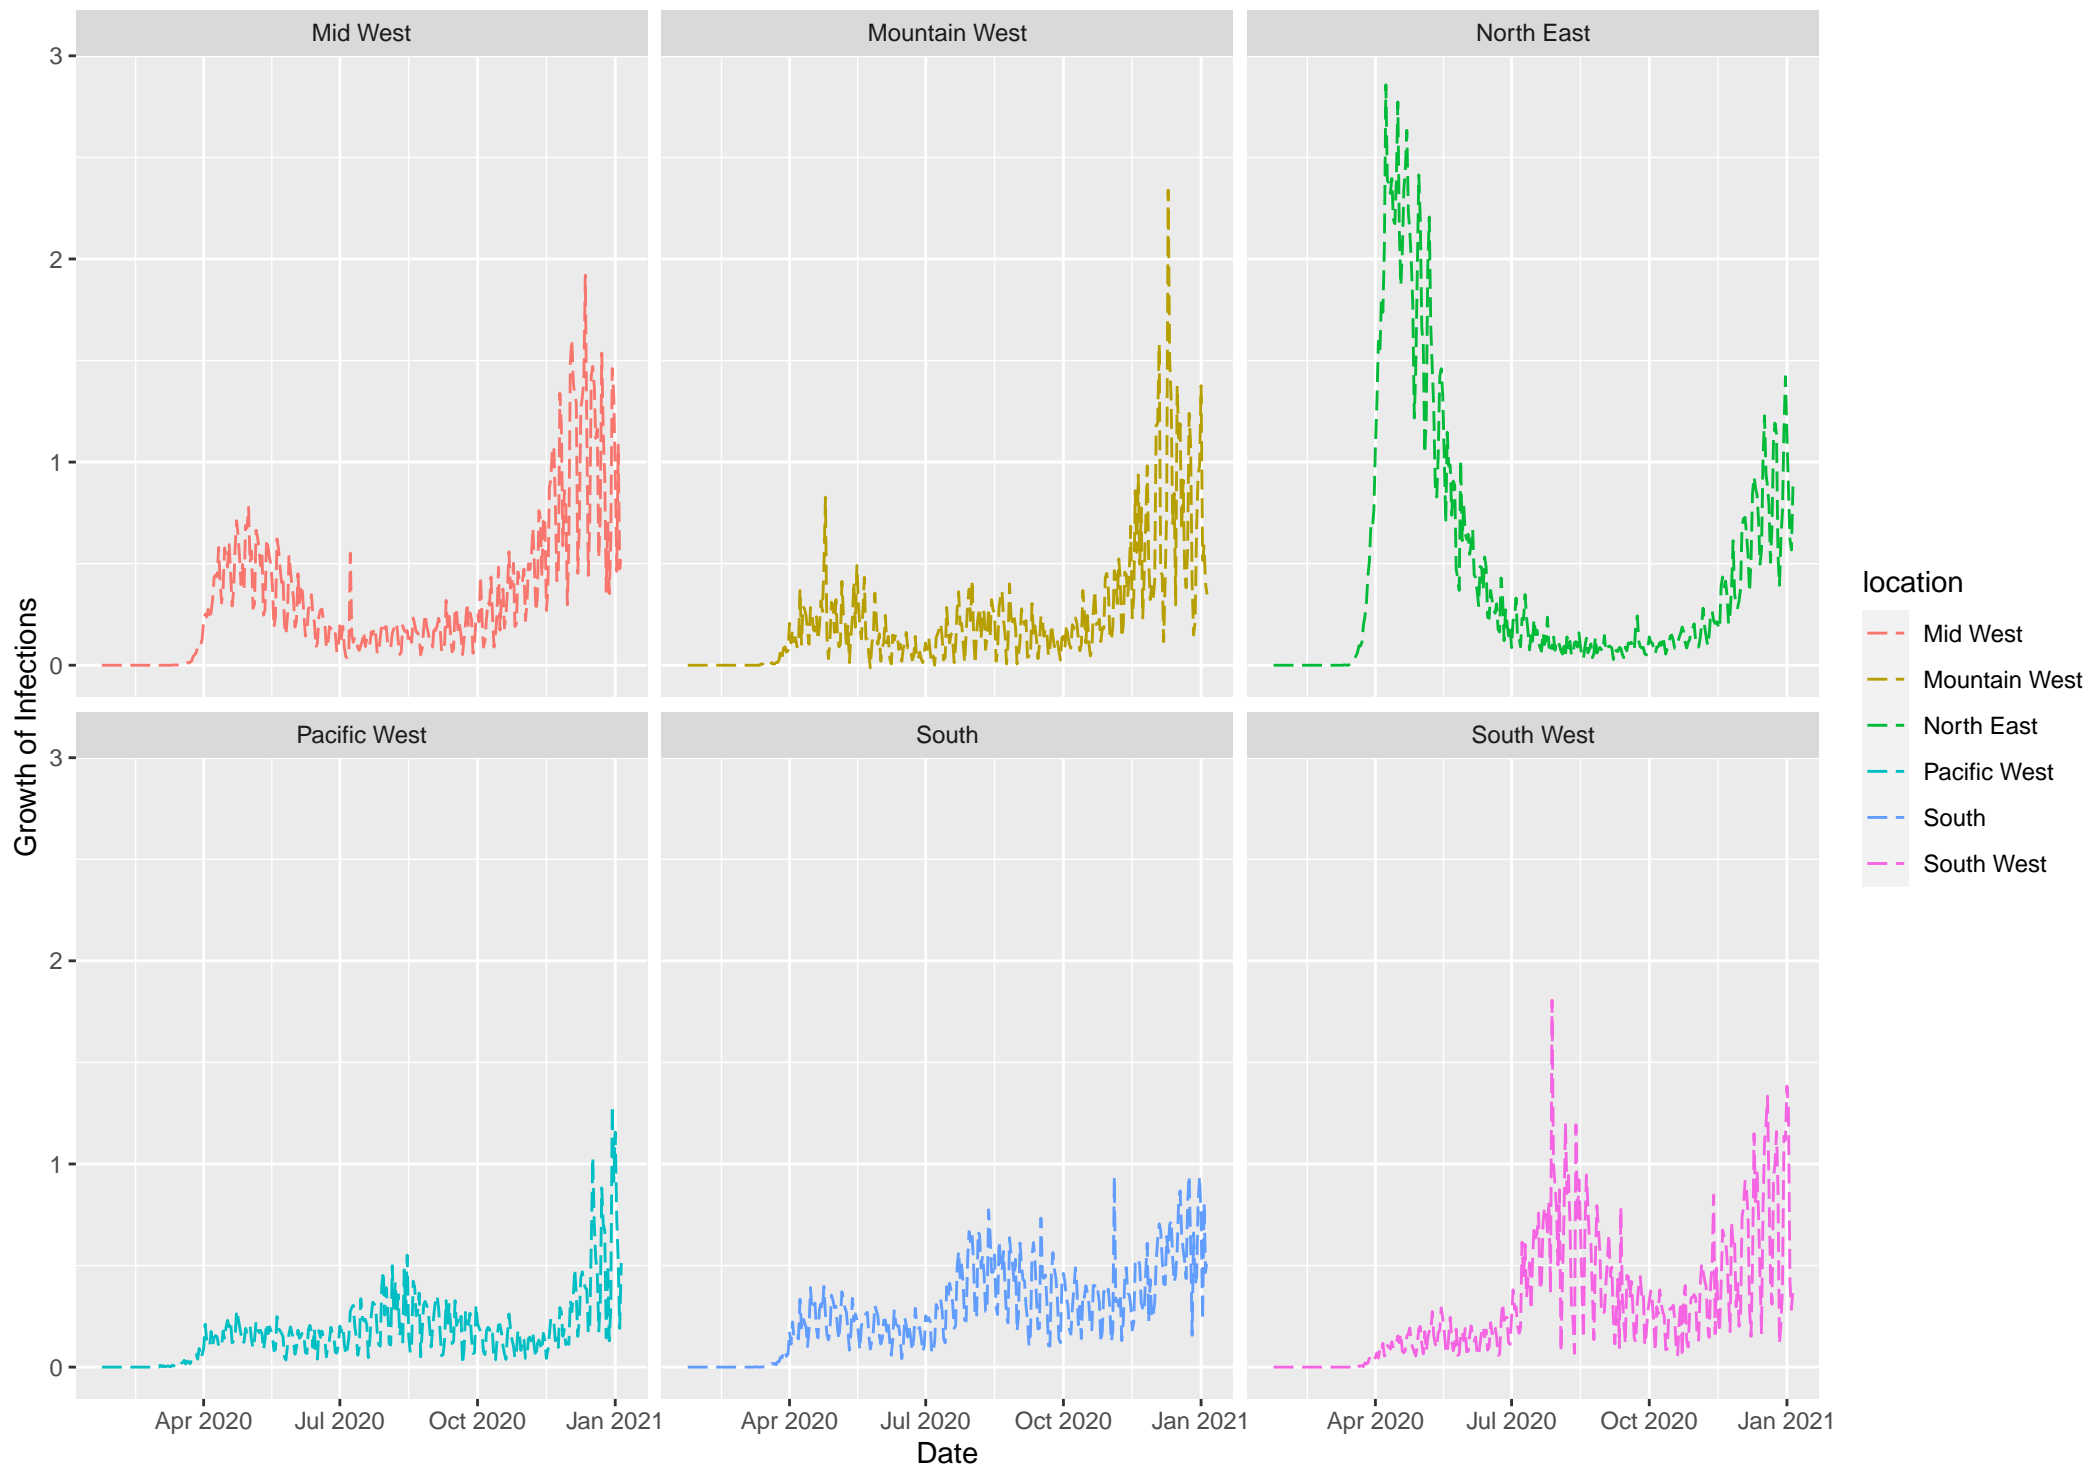 Mid West
Mountain West
North East
3
2
1
0
Pacific West
South
South West
3
2
1
0
Growth of Infections
Apr 2020
Jul 2020
Oct 2020
Jan 2021
Apr 2020
Jul 2020
Oct 2020
Jan 2021
Apr 2020
Jul 2020
Oct 2020
Jan 2021
Date
location
Mid West
Mountain West
North East
Pacific West
South
South West